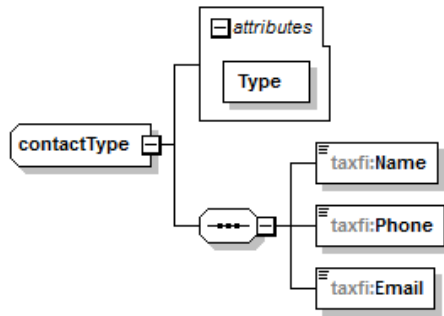 attributes
Type
contactType
taxfi:Name
taxfi:Phone
taxfi:Email